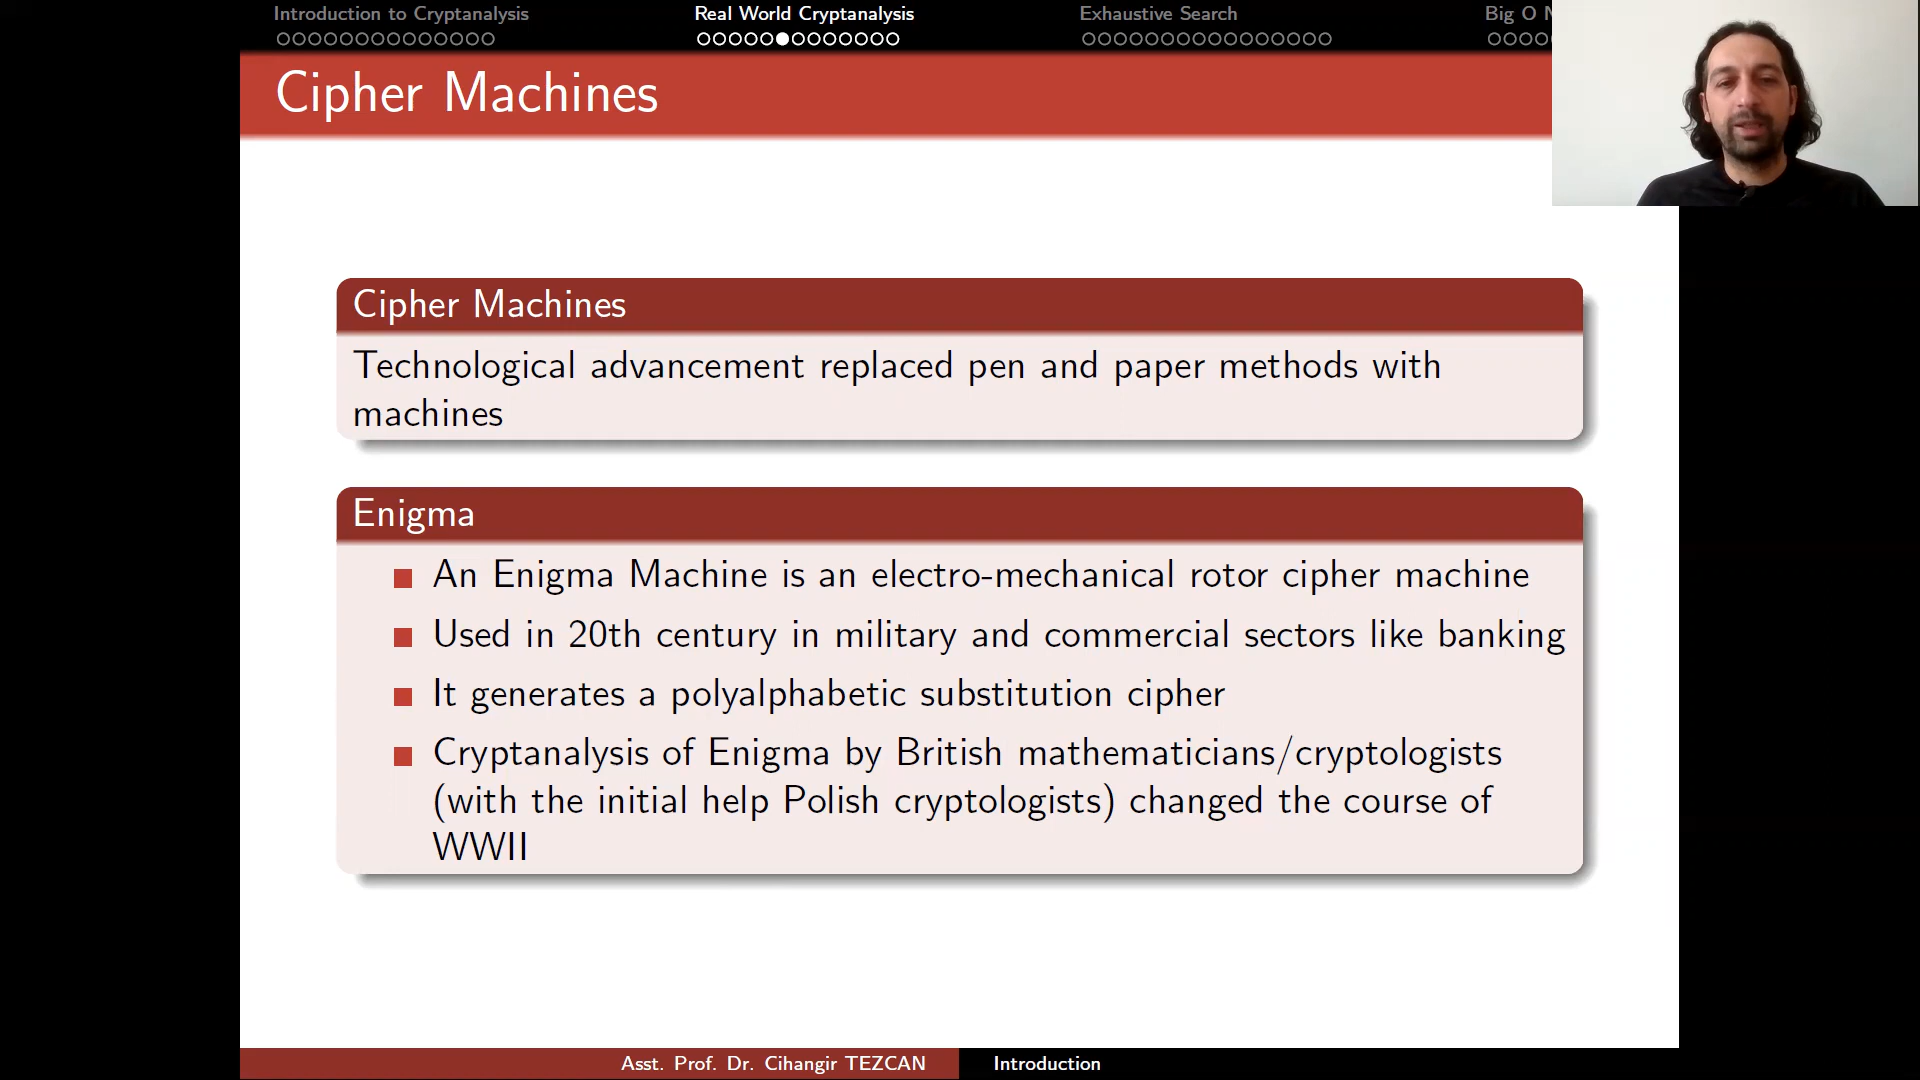 Introduction to Cryptanalysis
Real World Cryptanalysis
Exhaustive Search
Big O
Cipher Machines
Cipher Machines
Technological advancement replaced pen and paper methods with
machines
Enigma
An Enigma Machine is an electro-mechanical rotor cipher machine
Used in 20th century in military and commercial sectors like banking
It generates a polyalphabetic substitution cipher
Cryptanalysis of Enigma by British mathematicians/cryptologists
(with the initial help Polish cryptologists) changed the course of
WWII
Asst. Prof. Dr. Cihangir TEZCAN
Introduction